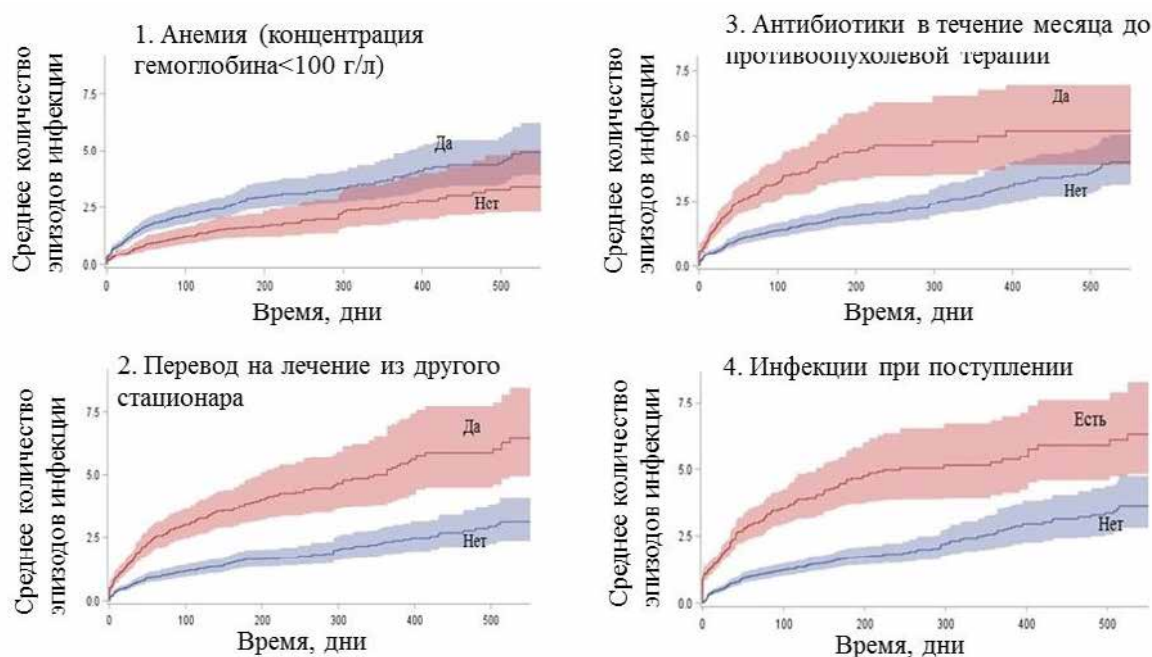 1. Анемия (концентрация
гемоглобина<100 г/л)
Среднее количество
эпизодов инфекции
7.5
5.0
2.5
0.0
Да
Нст
0
100
200
300
400
500
Время, дни
3. Антибиотики в течение месяца до
противоопухолевой терапии
Среднее количество
эпизодов инфекции
7.5
5.0
2.5
0.0
Да
Нет
0
100
200
300
400
500
Время, дни
2. Перевод на лечение из другого
стационара
Среднее количество
эпизодов инфекции
7.5
5.0
2.5
0.0
Да
Нет
0
100
200
300
400
500
Время, дни
4. Инфекции при поступлении
Среднее количество
эпизодов инфекции
7.5
5.0
2.5
0.0
Есть
Нет
0
100
200
300
400
500
Время, дни